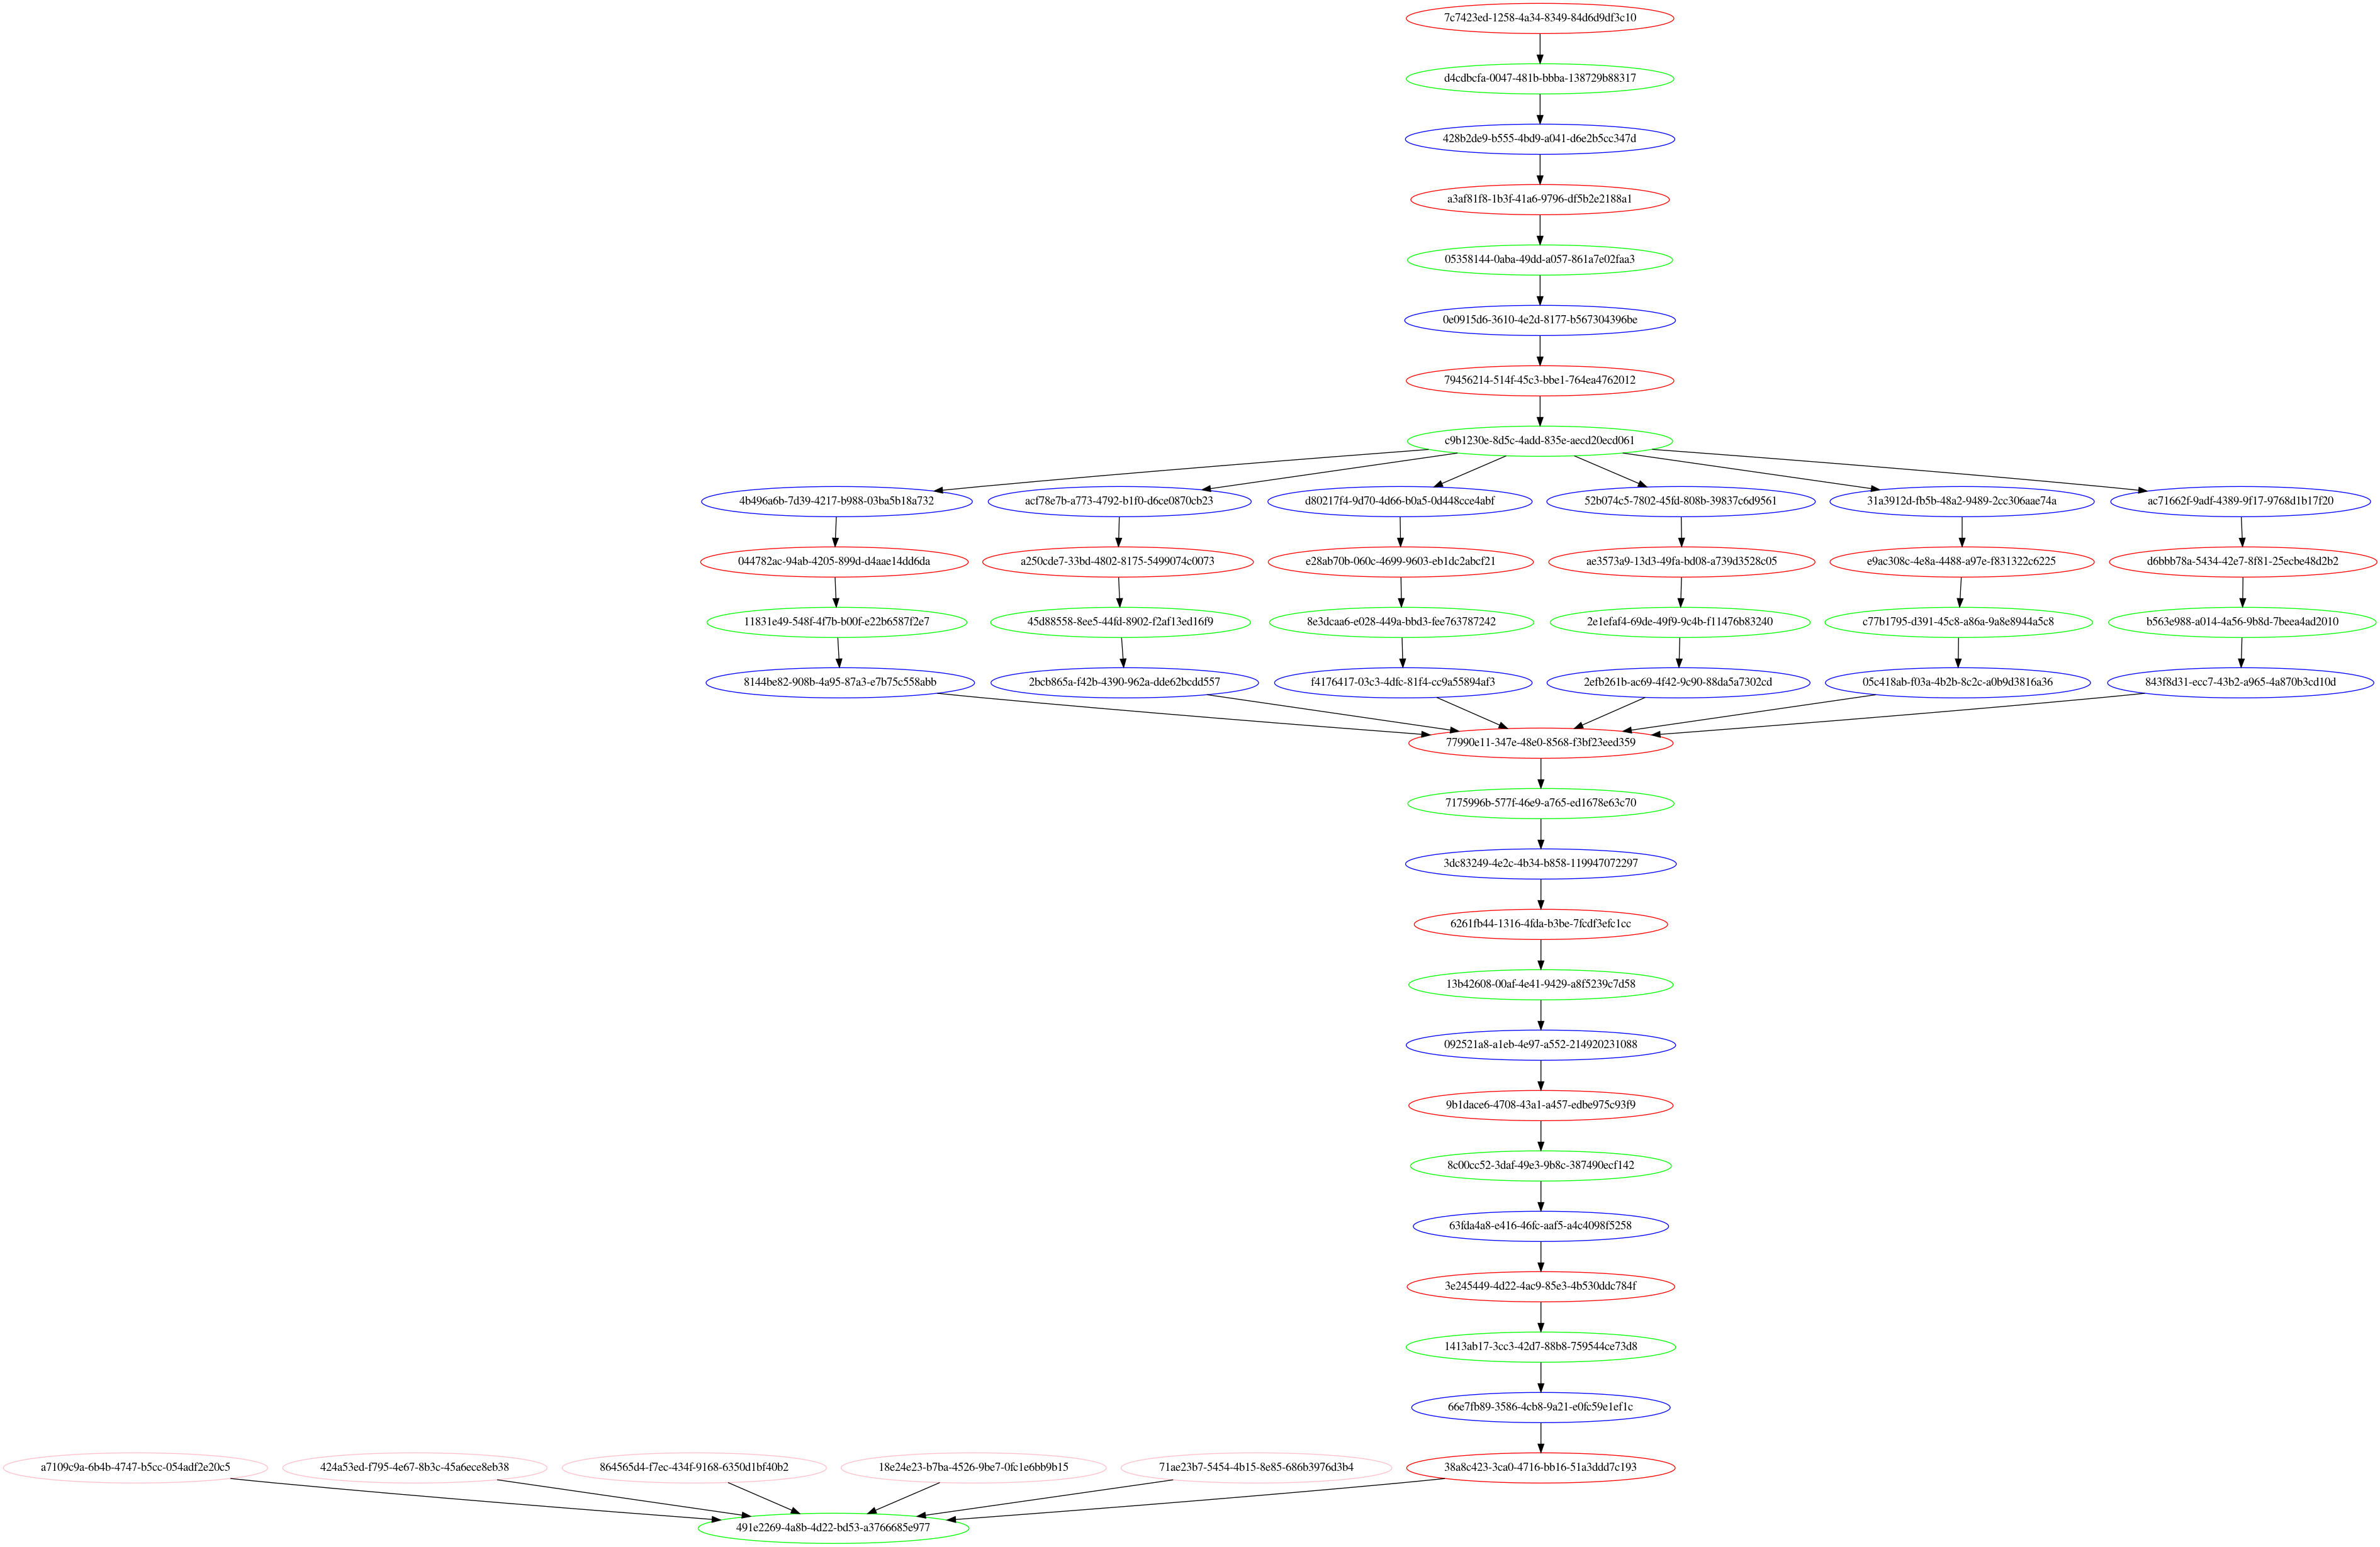 7c7423ed-1258-4a34-8349-84d6d9df3c10
d4cdbcfa-0047-481b-bbba-138729b88317
428b2de9-b555-4bd9-a041-d6e2b5cc347d
a3af81f8-1b3f-41a6-9796-df5b2e2188a1
05358144-0aba-49dd-a057-861a7e02faa3
0e0915d6-3610-4e2d-8177-b567304396be
79456214-514f-45c3-bbe1-764ea4762012
c9b1230e-8d5c-4add-835e-aecd20ecd061
4b496a6b-7d39-4217-b988-03ba5b18a732
acf78e7b-a773-4792-b1f0-d6ce0870cb23
d80217f4-9d70-4d66-b0a5-0d448cce4abf
52b074c5-7802-45fd-808b-39837c6d9561
31a3912d-fb5b-48a2-9489-2cc306aae74a
ac71662f-9adf-4389-9f17-9768d1b17f20
044782ac-94ab-4205-899d-d4aae14dd6da
a250cde7-33bd-4802-8175-5499074c0073
e28ab70b-060c-4699-9603-eb1dc2abcf21
ae3573a9-13d3-49fa-bd08-a739d3528c05
e9ac308c-4e8a-4488-a97e-f831322c6225
d6bbb78a-5434-42e7-8f81-25ecbe48d2b2
11831e49-548f-4f7b-b00f-e22b6587f2e7
45d88558-8ee5-44fd-8902-f2af13ed16f9
8e3dcaa6-e028-449a-bbd3-fee763787242
2e1efaf4-69de-49f9-9c4b-f11476b83240
c77b1795-d391-45c8-a86a-9a8e8944a5c8
b563e988-a014-4a56-9b8d-7beea4ad2010
8144be82-908b-4a95-87a3-e7b75c558abb
2bcb865a-f42b-4390-962a-dde62bcdd557
f4176417-03c3-4dfc-81f4-cc9a55894af3
2efb261b-ac69-4f42-9c90-88da5a7302cd
05c418ab-f03a-4b2b-8c2c-a0b9d3816a36
843f8d31-ecc7-43b2-a965-4a870b3cd10d
77990e11-347e-48e0-8568-f3bf23eed359
7175996b-577f-46e9-a765-ed1678e63c70
3dc83249-4e2c-4b34-b858-119947072297
6261fb44-1316-4fda-b3be-7fcdf3efc1cc
13b42608-00af-4e41-9429-a8f5239c7d58
092521a8-a1eb-4e97-a552-214920231088
9b1dace6-4708-43a1-a457-edbe975c93f9
8c00cc52-3daf-49e3-9b8c-387490ecf142
63fda4a8-e416-46fc-aaf5-a4c4098f5258
3e245449-4d22-4ac9-85e3-4b530ddc784f
1413ab17-3cc3-42d7-88b8-759544ce73d8
66e7fb89-3586-4cb8-9a21-e0fc59e1ef1c
a7109c9a-6b4b-4747-b5cc-054adf2e20c5
424a53ed-f795-4e67-8b3c-45a6ece8eb38
864565d4-f7ec-434f-9168-6350d1bf40b2
18e24e23-b7ba-4526-9be7-0fc1e6bb9b15
71ae23b7-5454-4b15-8e85-686b3976d3b4
38a8c423-3ca0-4716-bb16-51a3ddd7c193
491e2269-4a8b-4d22-bd53-a3766685e977